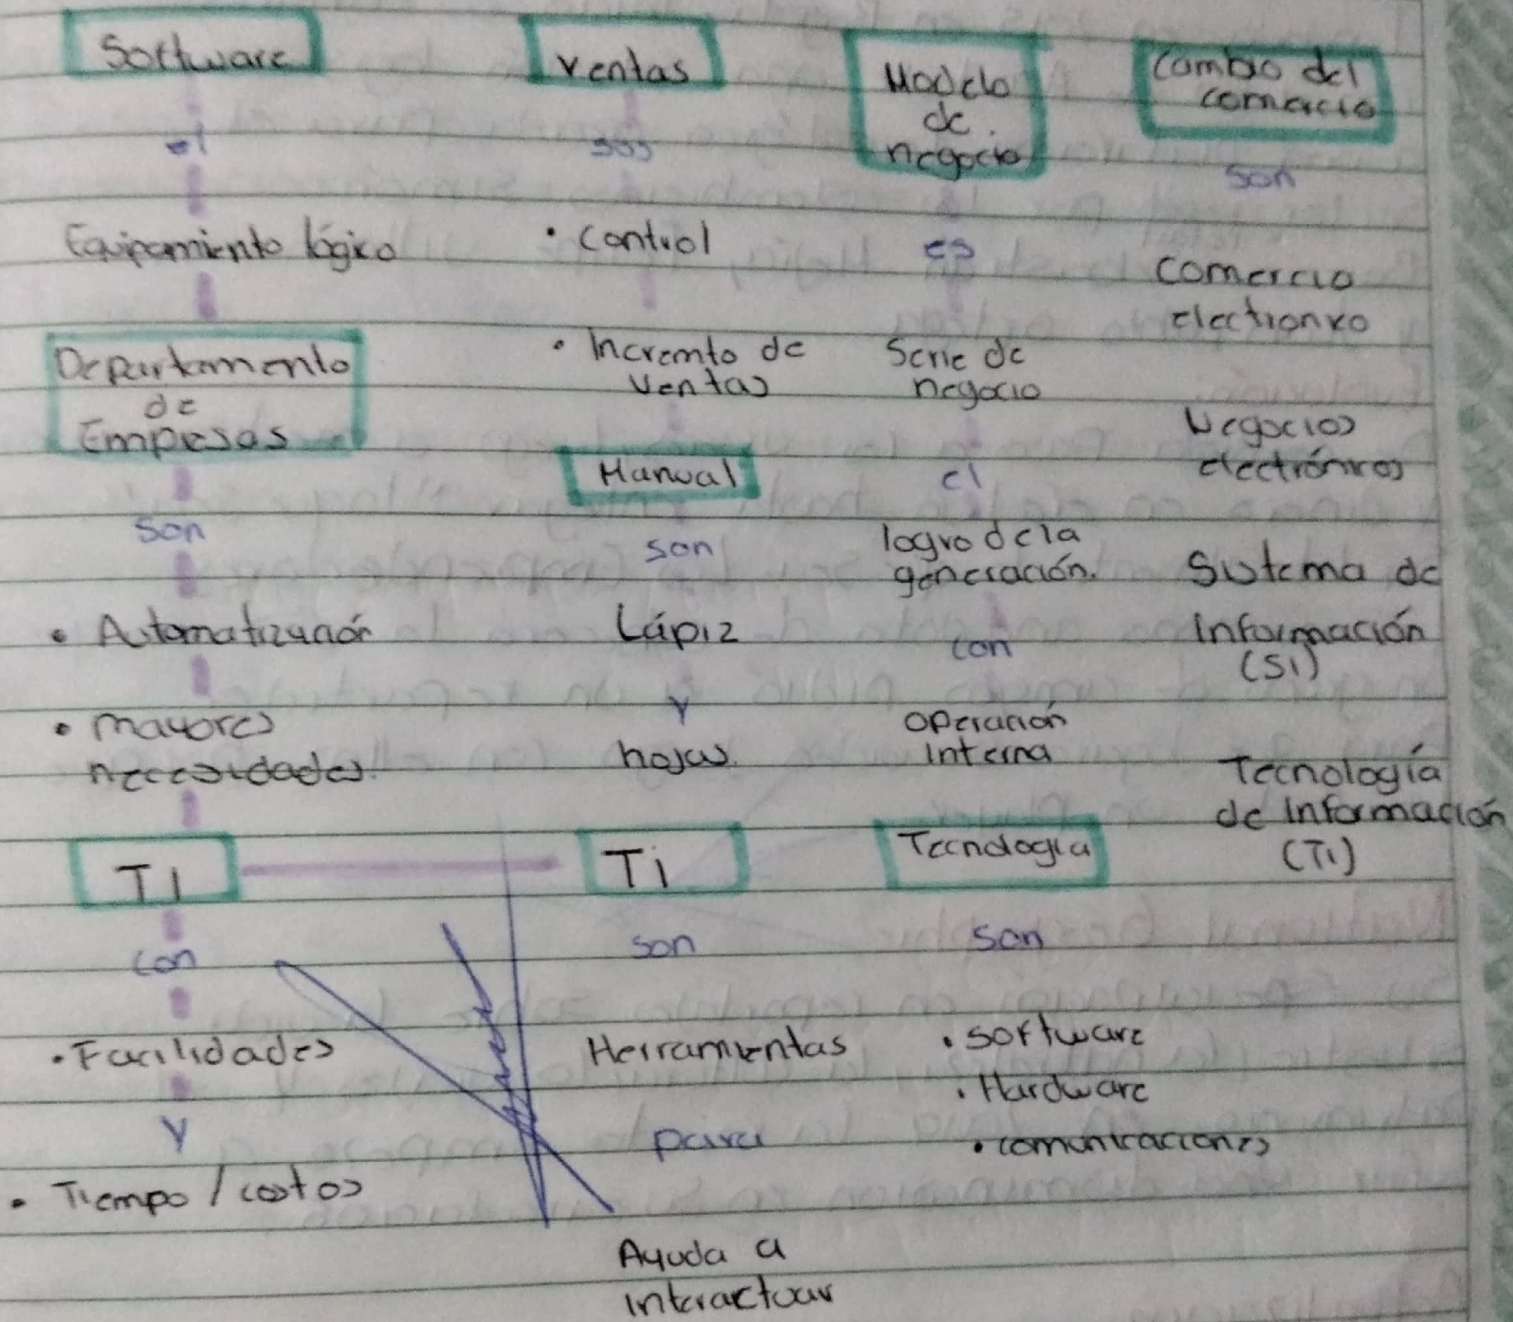 Software
el
Equipamiento lógico
Departamento
de
Empresas
son
• Automatización
• mayores
necesidades.
TI
con
• Facilidades
y
• Tiempo / costos
Ventas
• control
• Incremto de
ventas
Manual
son
Lápiz
y
hojas.
Ti
son
Herramientas
para
Ayuda a
interactuar
Modelo
de
negocio
es
Serie de
negocio
el
logro de la
generación.
con
operación
interna
Tecnología
son
• software
• Hardware
• comunicaciones
Cambio del
comercio
son
comercio
electronico
Negocios
electrónicos
Sistema de
Información
(SI)
Tecnología
de Información
(TI)